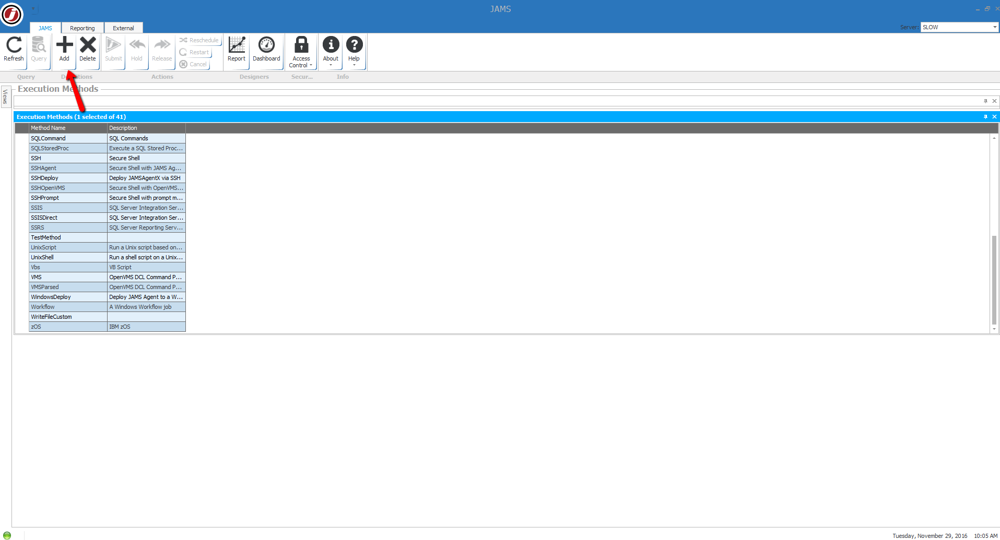 JAMS
JAMS Reporting External
Server: SLOW
Refresh Query Add Delete Submit Hold Release
Reschedule
Restart
Cancel
Report Dashboard Access Control About Help
Query Actions Designers Secur... Info
Views
Execution Methods
Execution Methods (1 selected of 41)
Method Name Description
SQLCommand SQL Commands
SQLStoredProc Execute a SQL Stored Proc...
SSH Secure Shell
SSHAgent Secure Shell with JAMS Ag...
SSHDeploy Deploy JAMSAgentX via SSH
SSHOpenVMS Secure Shell with OpenVMS...
SSHPrompt Secure Shell with prompt m...
SSIS SQL Server Integration Ser...
SSISDirect SQL Server Integration Ser...
SSRS SQL Server Reporting Serv...
TestMethod
UnixScript Run a Unix script based on...
UnixShell Run a shell script on a Unix...
Vbs VB Script
VMS OpenVMS DCL Command P...
VMSParsed OpenVMS DCL Command P...
WindowsDeploy Deploy JAMS Agent to a W...
Workflow A Windows Workflow job
WriteFileCustom
zOS IBM zOS
Tuesday, November 29, 2016 10:05 AM